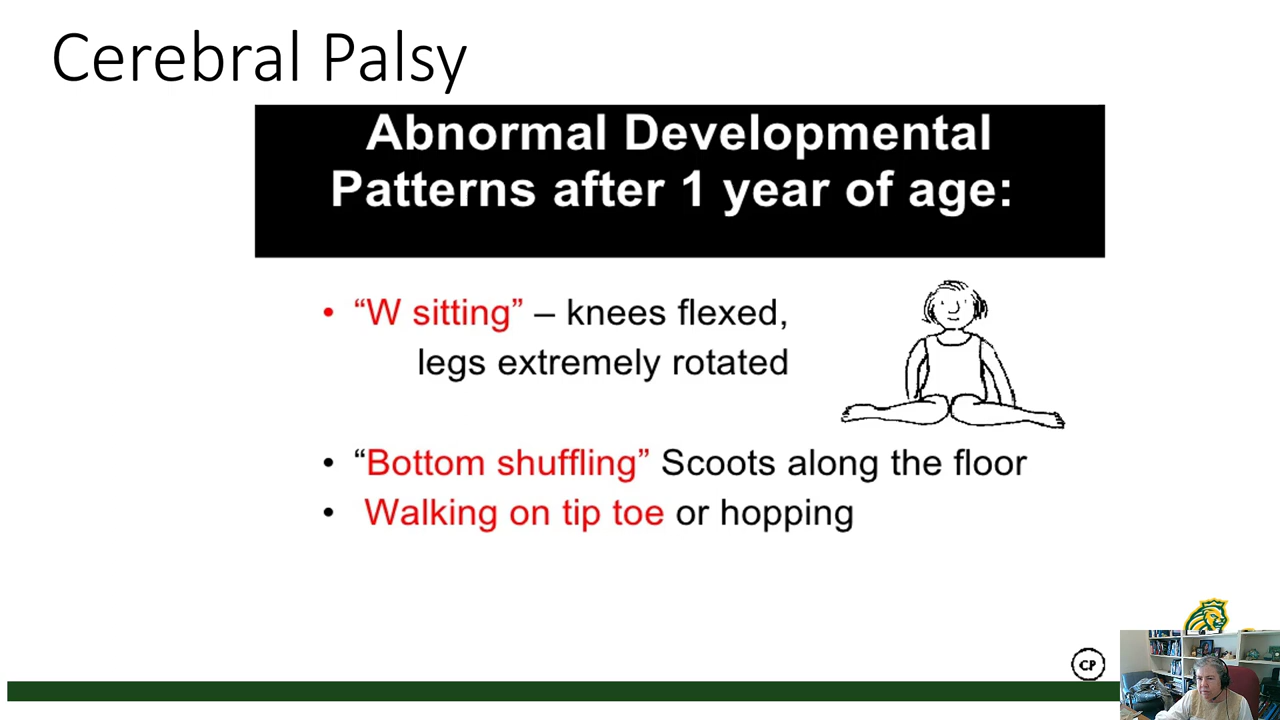 Cerebral Palsy
Abnormal Developmental
Patterns after 1 year of age:
• “W sitting” – knees flexed,
legs extremely rotated
• “Bottom shuffling” Scoots along the floor
• Walking on tip toe or hopping
CP